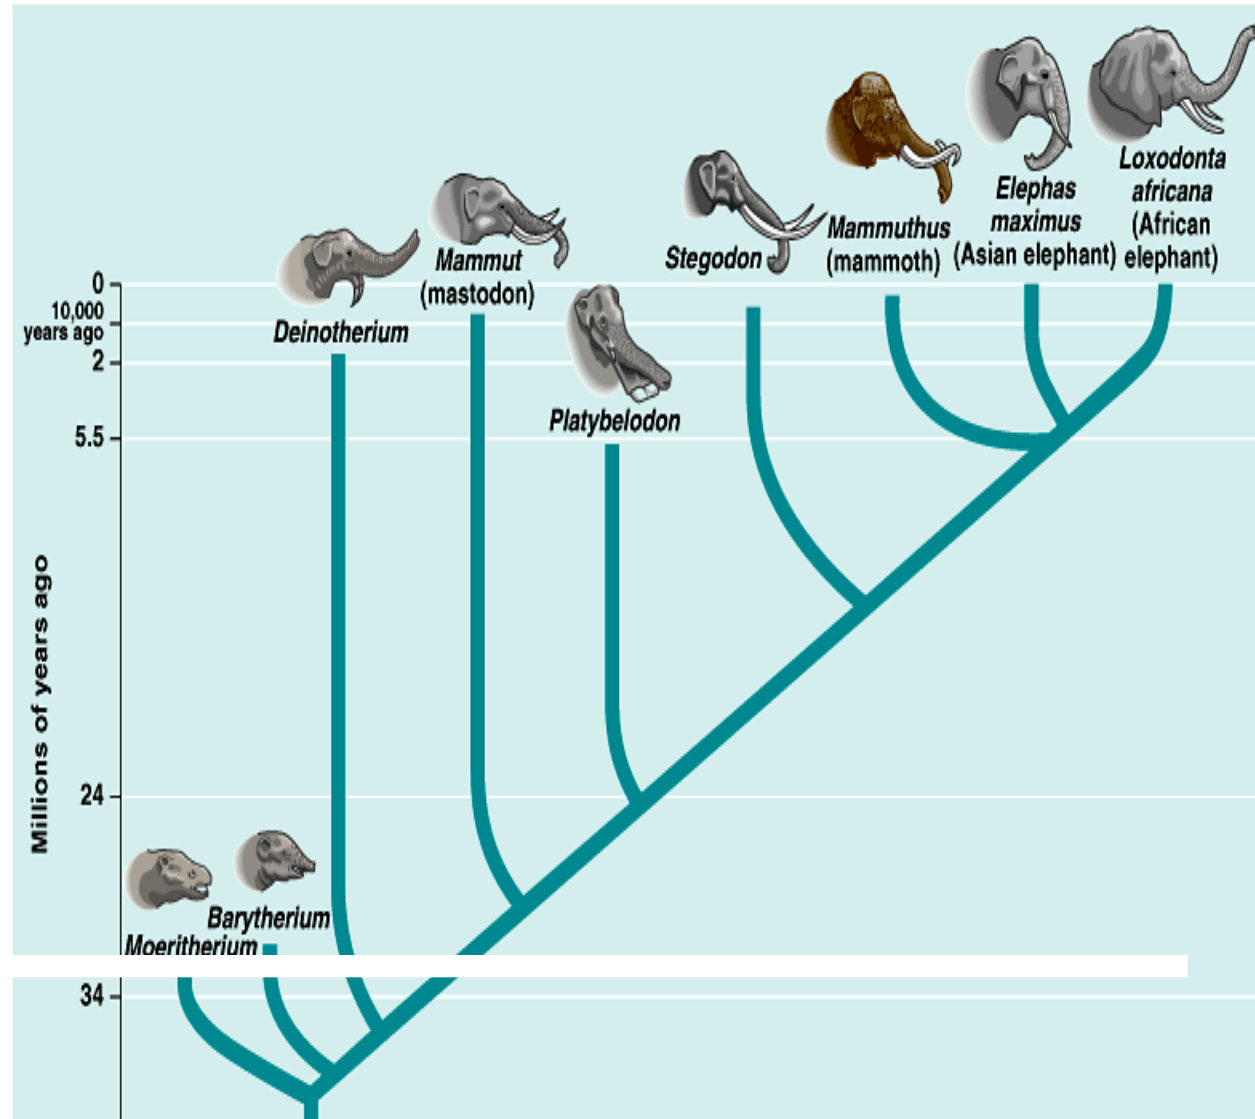 Loxodonta
africana
(African
elephant)
Elephas
maximus
(Asian elephant)
Mammuthus
(mammoth)
Stegodon
Mammut
(mastodon)
Deinotherium
Platybelodon
Barytherium
Moeritherium
0
10,000
years ago
2
5.5
24
34
Millions of years ago